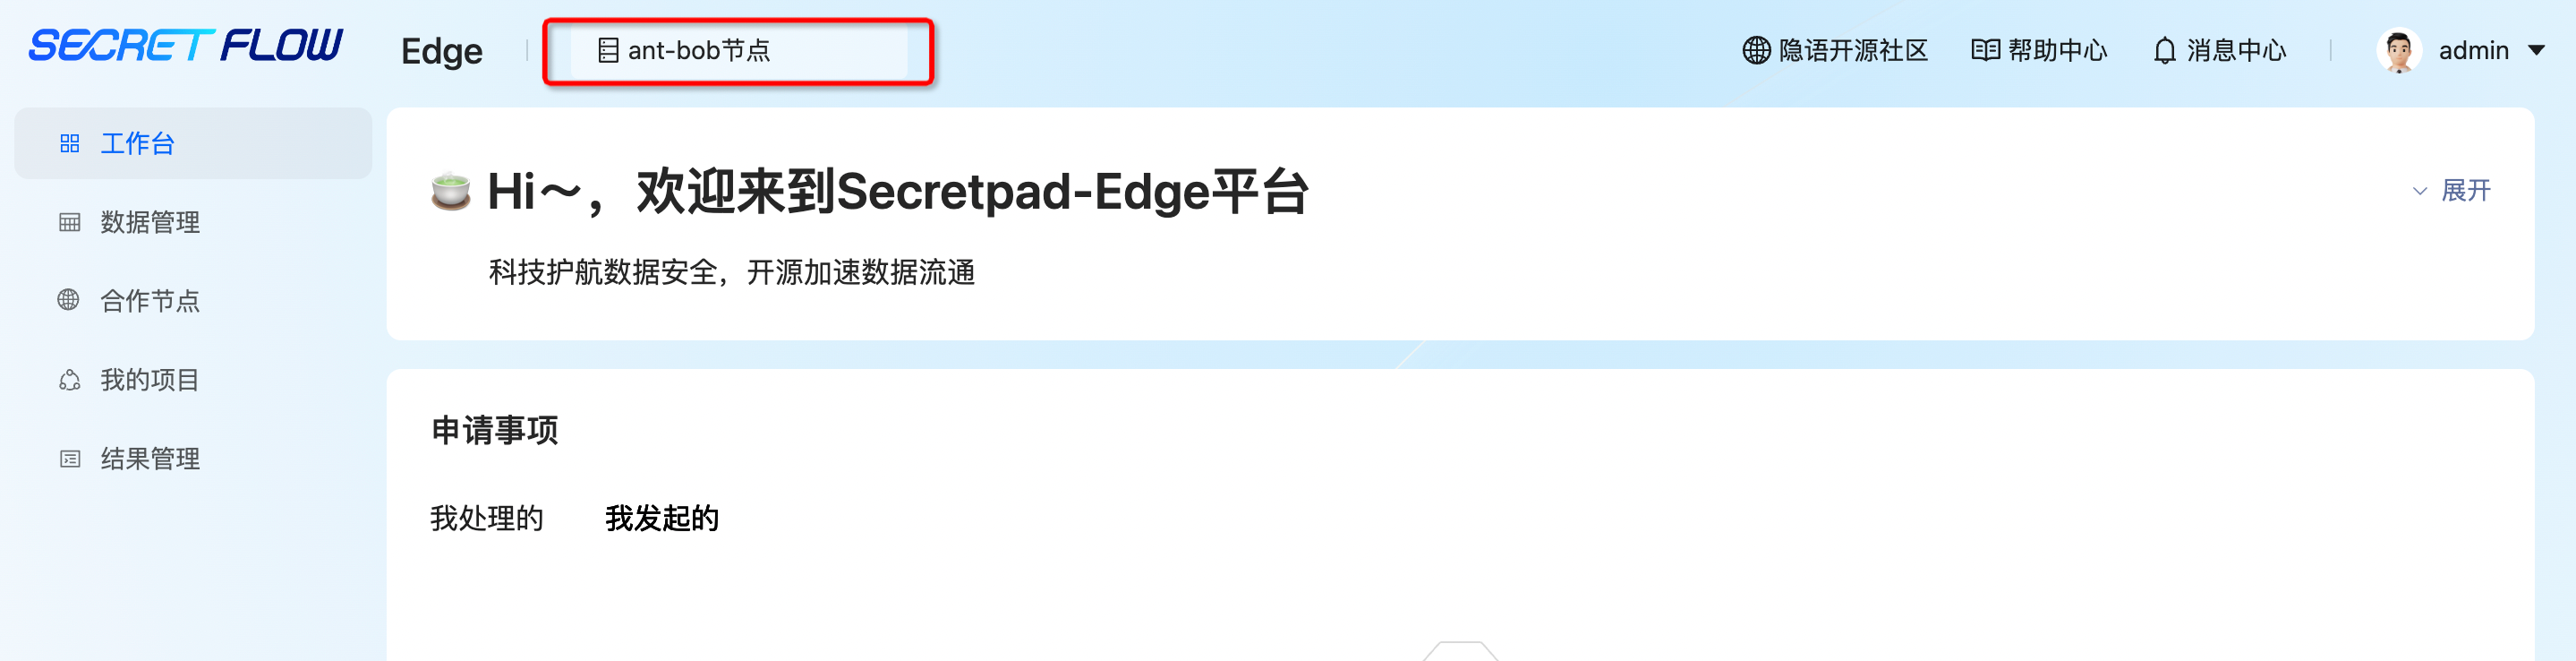 SECRET FLOW
Edge
ant-bob节点
隐语开源社区
帮助中心
消息中心
admin
工作台
数据管理
合作节点
我的项目
结果管理
Hi～，欢迎来到Secretpad-Edge平台
展开
科技护航数据安全，开源加速数据流通
申请事项
我处理的
我发起的